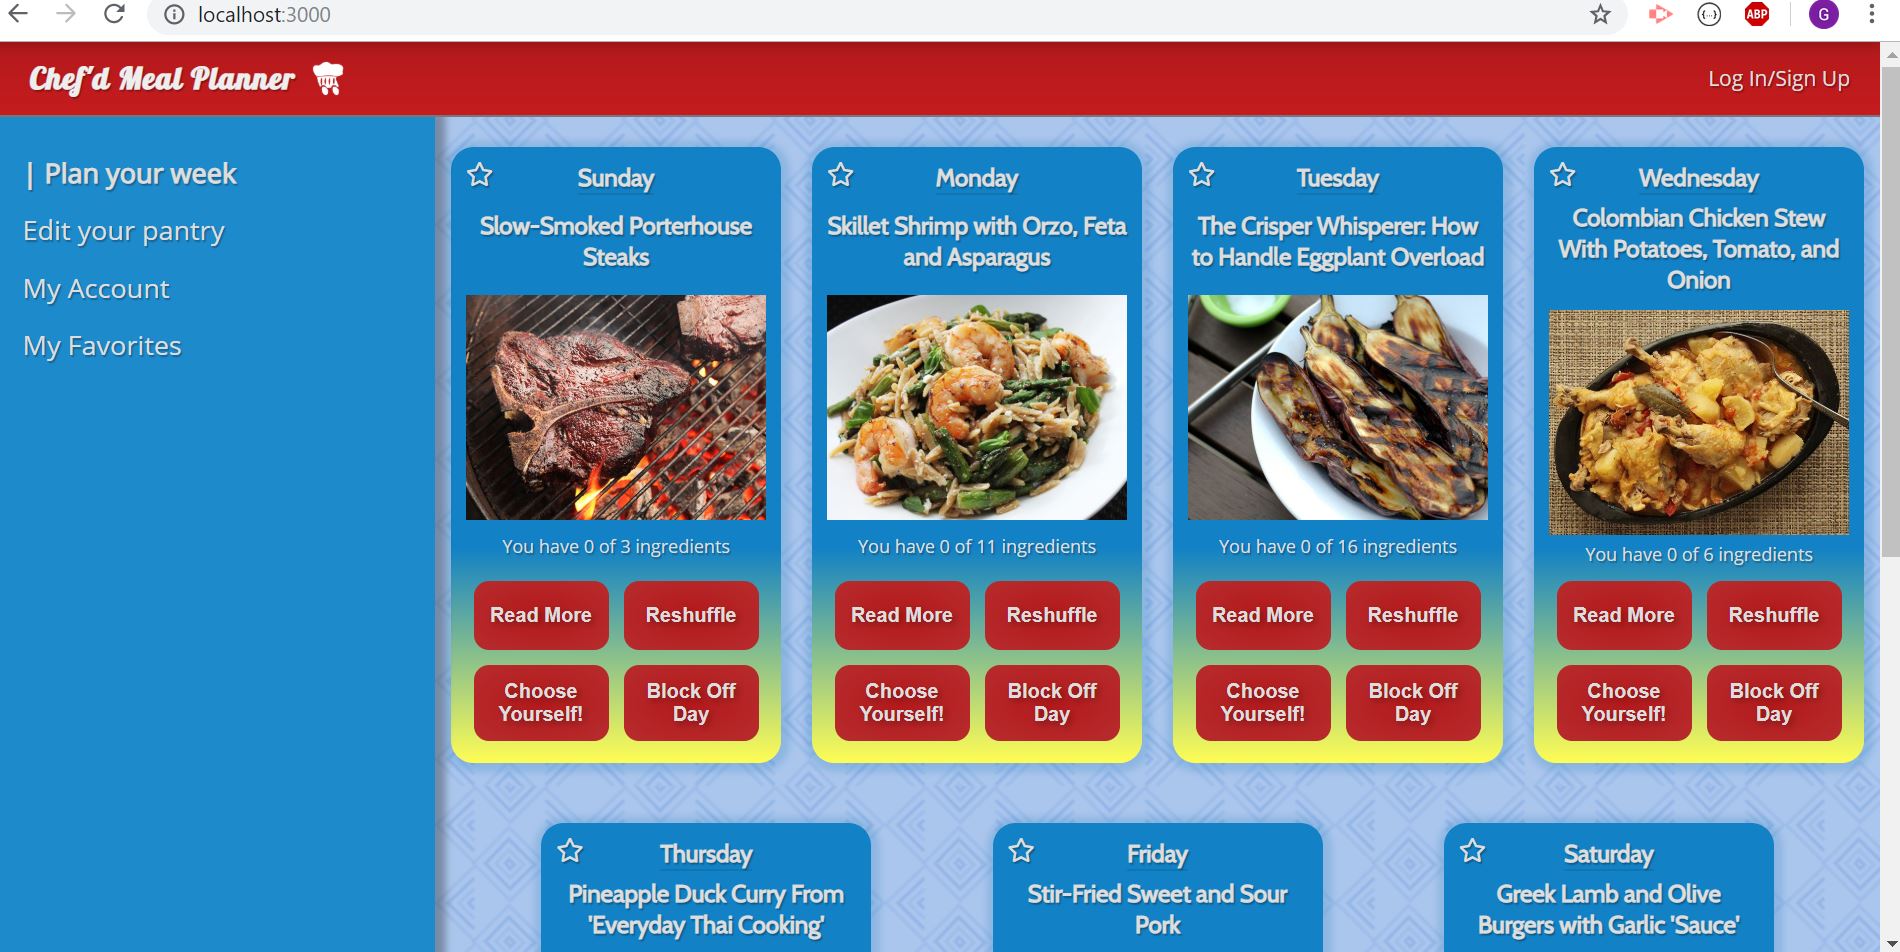 localhost:3000
ABP
G
Chef'd Meal Planner
Log In/Sign Up
| Plan your week
Edit your pantry
My Account
My Favorites
Sunday
Slow-Smoked Porterhouse
Steaks
You have 0 of 3 ingredients
Read More
Reshuffle
Choose
Yourself!
Block Off
Day
Monday
Skillet Shrimp with Orzo, Feta
and Asparagus
You have 0 of 11 ingredients
Read More
Reshuffle
Choose
Yourself!
Block Off
Day
Tuesday
The Crisper Whisperer: How
to Handle Eggplant Overload
You have 0 of 16 ingredients
Read More
Reshuffle
Choose
Yourself!
Block Off
Day
Wednesday
Colombian Chicken Stew
With Potatoes, Tomato, and
Onion
You have 0 of 6 ingredients
Read More
Reshuffle
Choose
Yourself!
Block Off
Day
Thursday
Pineapple Duck Curry From
'Everyday Thai Cooking'
Friday
Stir-Fried Sweet and Sour
Pork
Saturday
Greek Lamb and Olive
Burgers with Garlic 'Sauce'